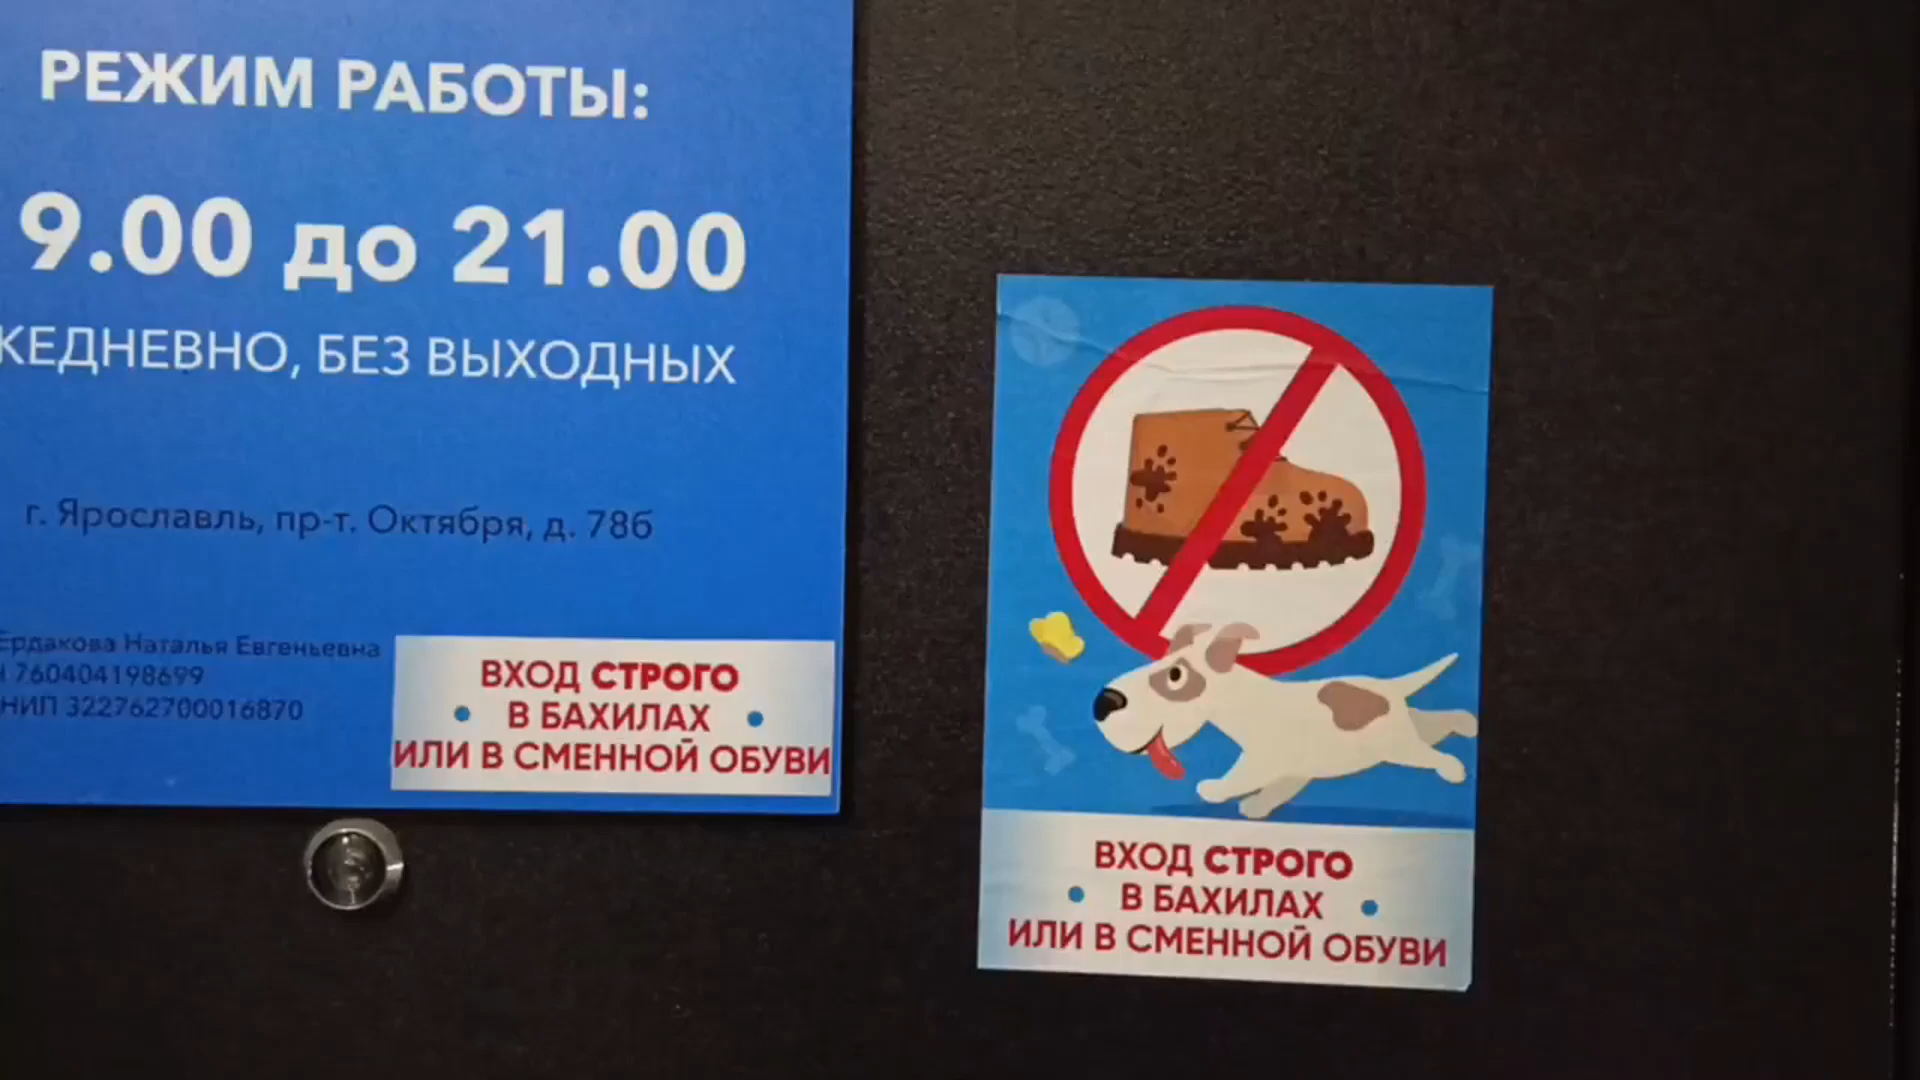 РЕЖИМ РАБОТЫ:
9.00 до 21.00
ЖЕДНЕВНО, БЕЗ ВЫХОДНЫХ
г. Ярославль, пр-т. Октября, д. 78б
Ердакова Наталья Евгеньевна
760404198699
НИП 322762700016870
ВХОД СТРОГО
В БАХИЛАХ
ИЛИ В СМЕННОЙ ОБУВИ
ВХОД СТРОГО
В БАХИЛАХ
ИЛИ В СМЕННОЙ ОБУВИ